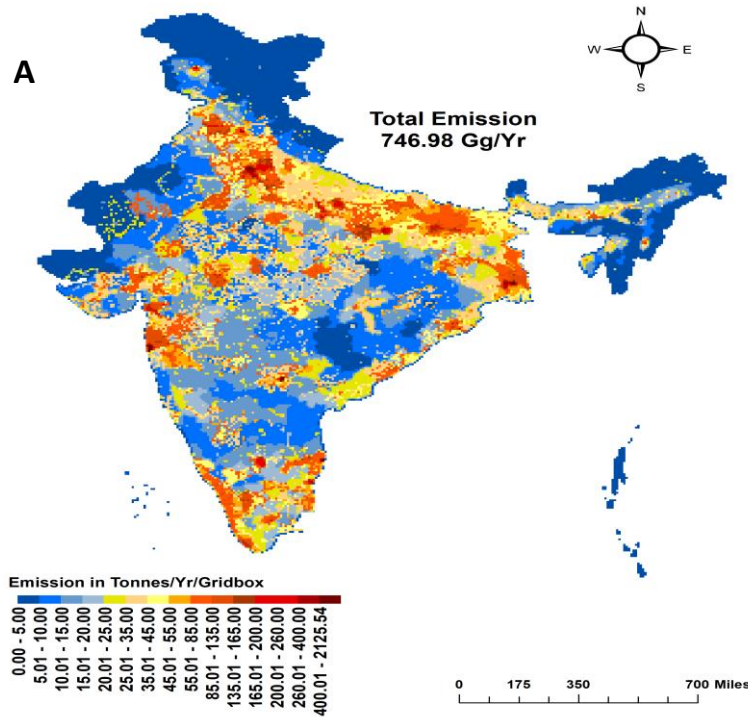 A
N
W E
S
Total Emission
746.98 Gg/Yr
Emission in Tonnes/Yr/Gridbox
0.00 - 5.00
5.01 - 10.00
10.01 - 15.00
15.01 - 20.00
20.01 - 25.00
25.01 - 35.00
35.01 - 45.00
45.01 - 55.00
55.01 - 85.00
85.01 - 135.00
135.01 - 165.00
165.01 - 200.00
200.01 - 260.00
260.01 - 400.00
400.01 - 2125.54
0 175 350 700 Miles